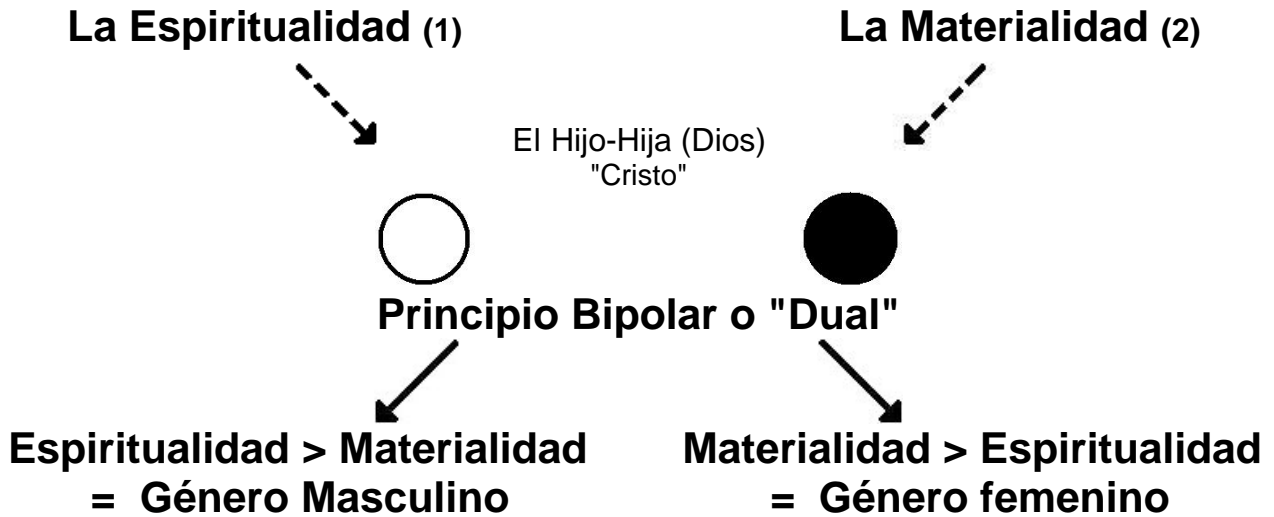 La Espiritualidad (1)
La Materialidad (2)
El Hijo-Hija (Dios)
"Cristo"
Principio Bipolar o "Dual"
Espiritualidad > Materialidad
= Género Masculino
Materialidad > Espiritualidad
= Género femenino